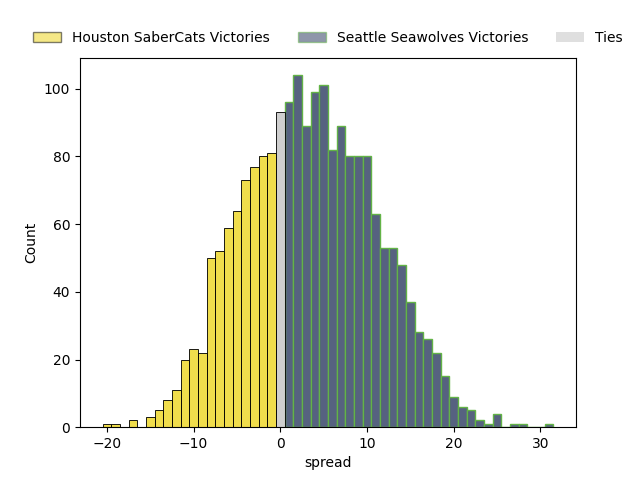 Houston SaberCats Victories Seattle Seawolves Victories Ties
100
80
60
40
20
0
Count
−20 −10 0 10 20 30
spread